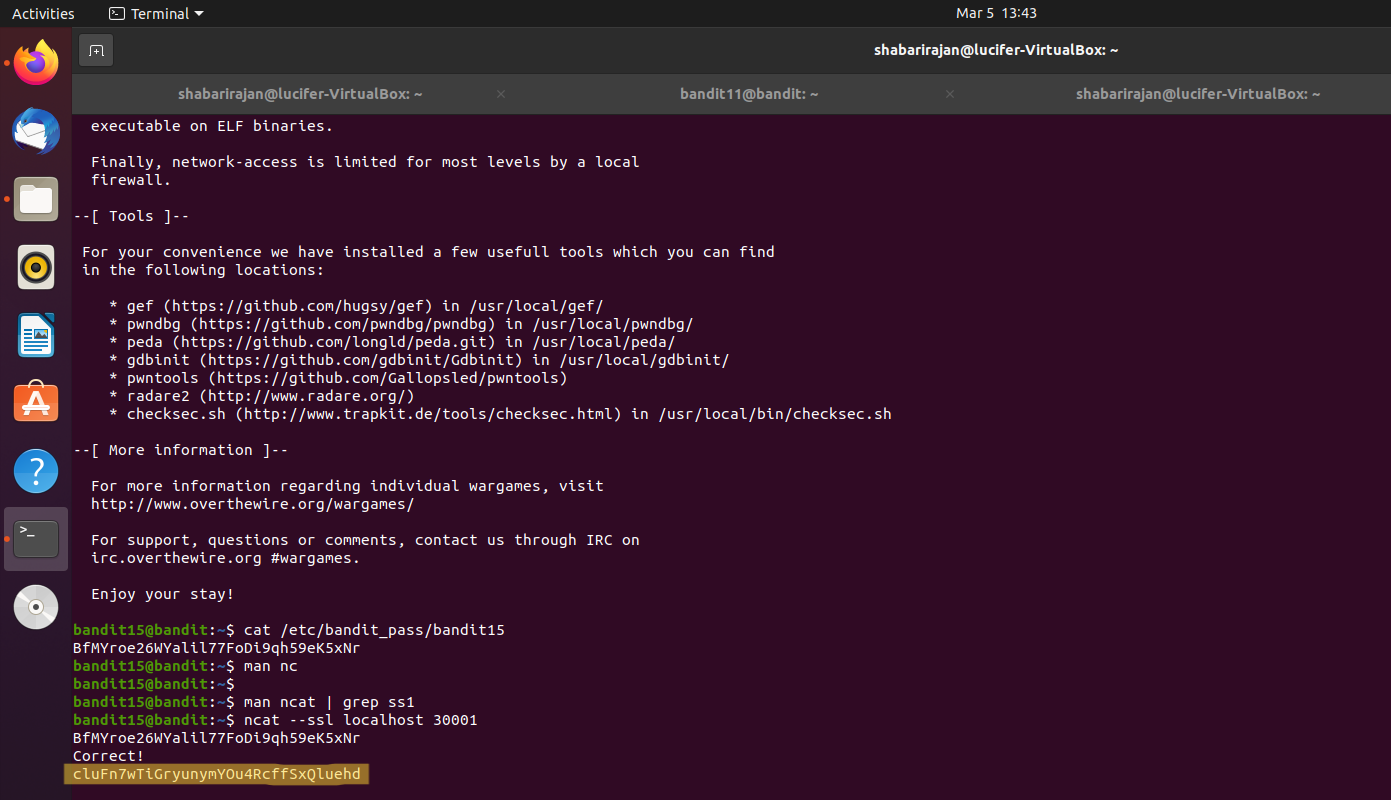 Activities
Terminal
Mar 5 13:43
shabarirajan@lucifer-VirtualBox: ~
shabarirajan@lucifer-VirtualBox: ~
bandit11@bandit: ~
shabarirajan@lucifer-VirtualBox: ~
executable on ELF binaries.
Finally, network-access is limited for most levels by a local
firewall.
--[ Tools ]--
For your convenience we have installed a few usefull tools which you can find
in the following locations:
* gef (https://github.com/hugsy/gef) in /usr/local/gef/
* pwndbg (https://github.com/pwndbg/pwndbg) in /usr/local/pwndbg/
* peda (https://github.com/longld/peda.git) in /usr/local/peda/
* gdbinit (https://github.com/gdbinit/Gdbinit) in /usr/local/gdbinit/
* pwntools (https://github.com/Gallopsled/pwntools)
* radare2 (http://www.radare.org/)
* checksec.sh (http://www.trapkit.de/tools/checksec.html) in /usr/local/bin/checksec.sh
--[ More information ]--
For more information regarding individual wargames, visit
http://www.overthewire.org/wargames/
For support, questions or comments, contact us through IRC on
irc.overthewire.org #wargames.
Enjoy your stay!
bandit15@bandit:~$ cat /etc/bandit_pass/bandit15
BfMYroe26WYalil77FoDi9qh59eK5xNr
bandit15@bandit:~$ man nc
bandit15@bandit:~$
bandit15@bandit:~$ man ncat | grep ss1
bandit15@bandit:~$ ncat --ssl localhost 30001
BfMYroe26WYalil77FoDi9qh59eK5xNr
Correct!
cluFn7wTiGryunymYOu4RcffSxQluehd